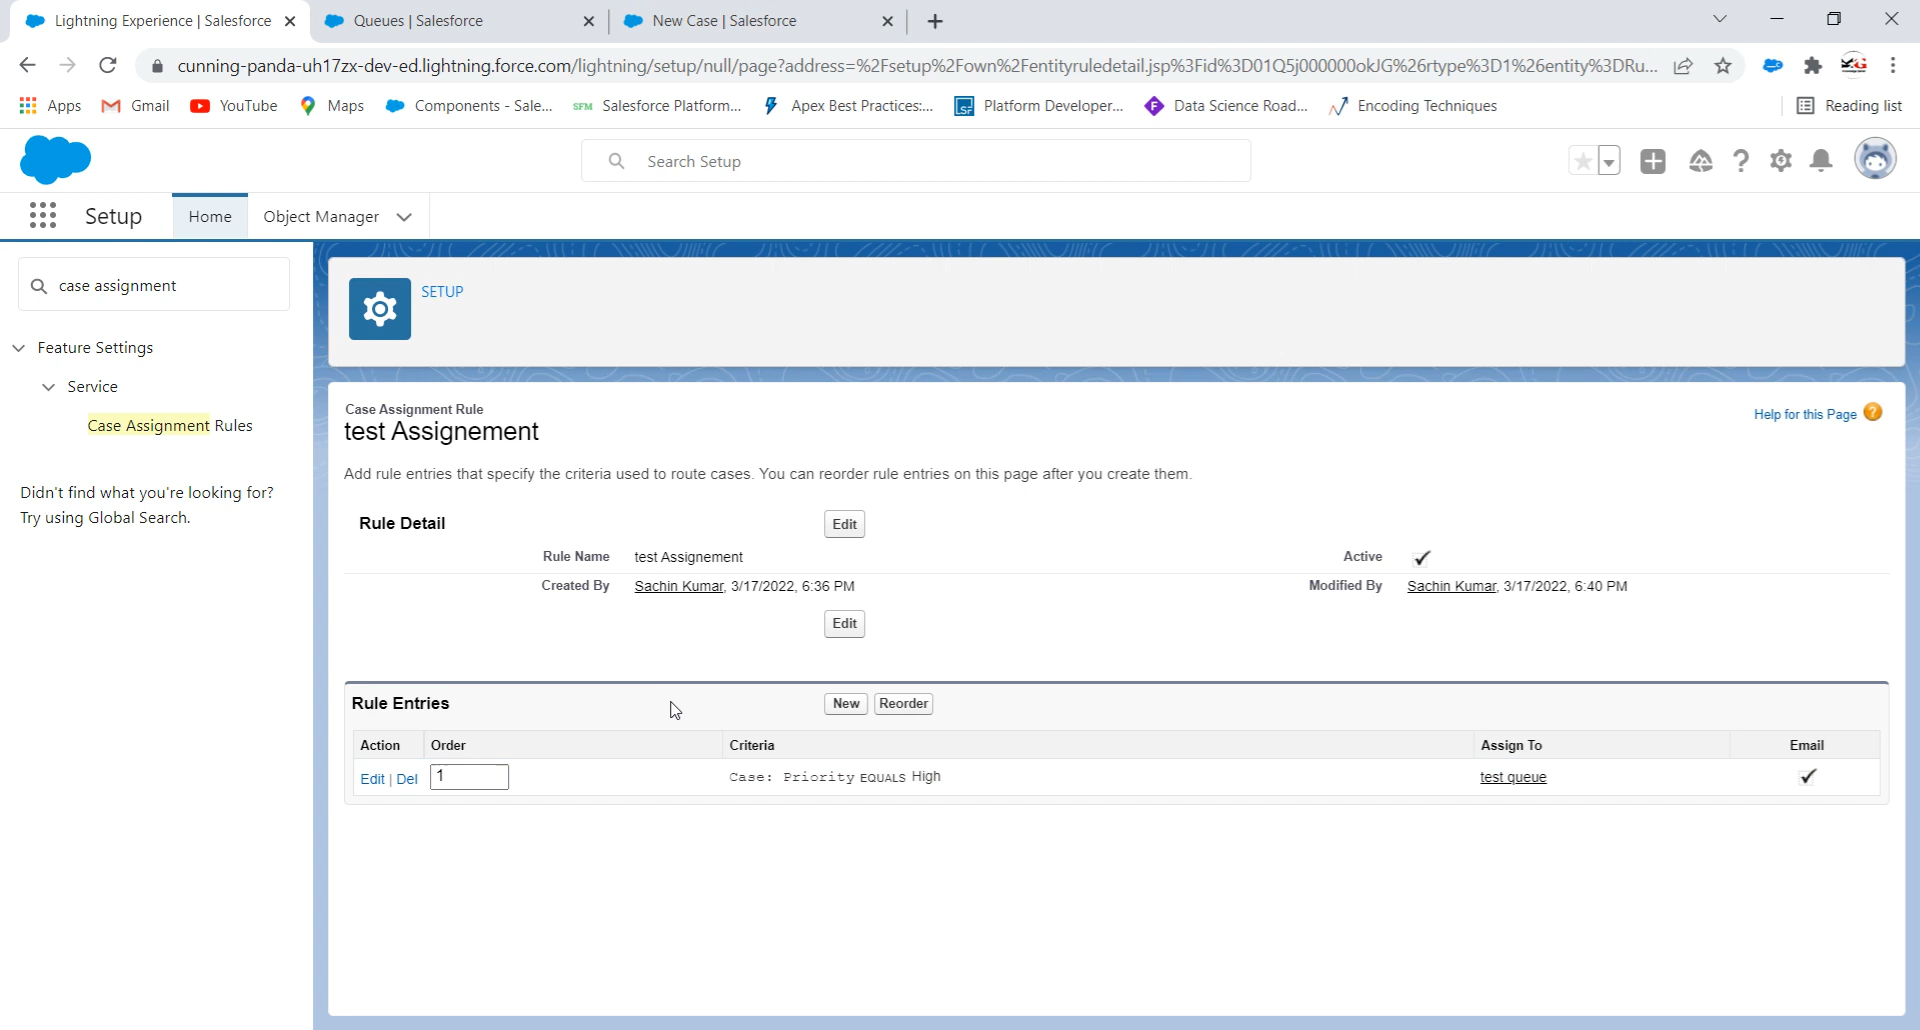 Lightning Experience | Salesforce
Queues | Salesforce
New Case | Salesforce
cunning-panda-uh17zx-dev-ed.lightning.force.com/lightning/setup/null/page?address=%2Fsetup%2Fown%2Fentityruledetail.jsp%3Fid%3D01Q5j000000okJG%26rtype%3D1%26entity%3DRu...
Apps
Gmail
YouTube
Maps
Components - Sale...
SFM Salesforce Platform...
Apex Best Practices:...
Platform Developer...
Data Science Road...
Encoding Techniques
Reading list
Search Setup
Setup
Home
Object Manager
case assignment
Feature Settings
Service
Case Assignment Rules
Didn't find what you're looking for?
Try using Global Search.
SETUP
Case Assignment Rule
test Assignement
Help for this Page ?
Add rule entries that specify the criteria used to route cases. You can reorder rule entries on this page after you create them.
Rule Detail
Edit
Rule Name test Assignement
Active
Created By Sachin Kumar, 3/17/2022, 6:36 PM
Modified By Sachin Kumar, 3/17/2022, 6:40 PM
Edit
Rule Entries
New Reorder
Action Order Criteria Assign To Email
Edit | Del 1 Case: Priority EQUALS High test queue